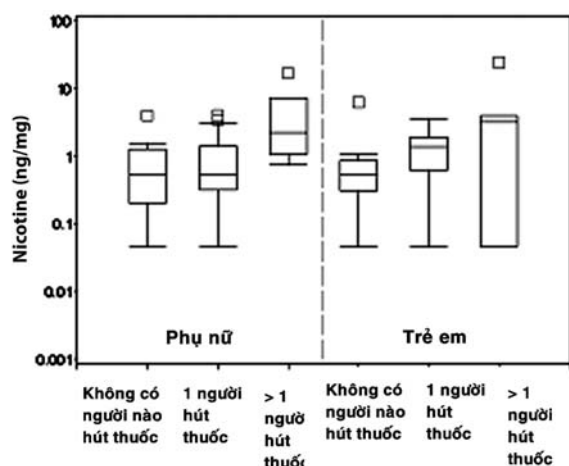 100
10
1
0.1
0.01
0.001
Nicotine (ng/mg)
Phụ nữ
Trẻ em
Không có
người nào
hút thuốc
1 người
hút
thuốc
> 1
ngườ
hút
thuốc
Không có
người nào
hút thuốc
1 người
hút
thuốc
> 1
người
hút
thuốc